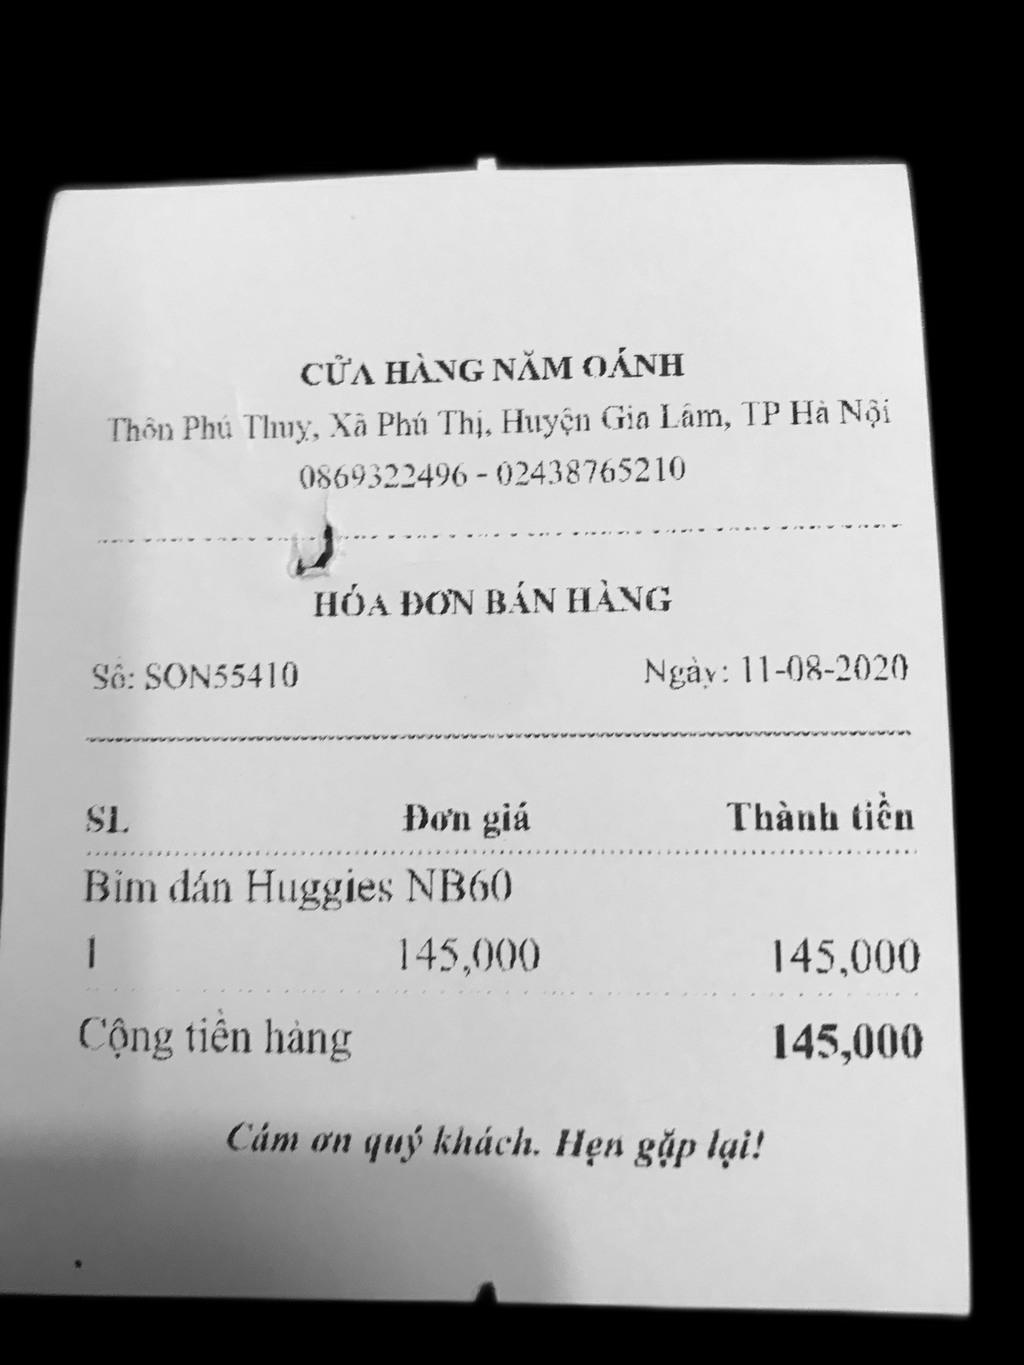 CỬA HÀNG NĂM OÁNH
Thôn Phú Thuỵ, Xã Phú Thị, Huyện Gia Lâm, TP Hà Nội
0869322496 - 02438765210
HÓA ĐƠN BÁN HÀNG
Số: SON55410 Ngày: 11-08-2020
SL Đơn giá Thành tiền
Bỉm dán Huggies NB60
1 145,000 145,000
Cộng tiền hàng 145,000
Cám ơn quý khách. Hẹn gặp lại!